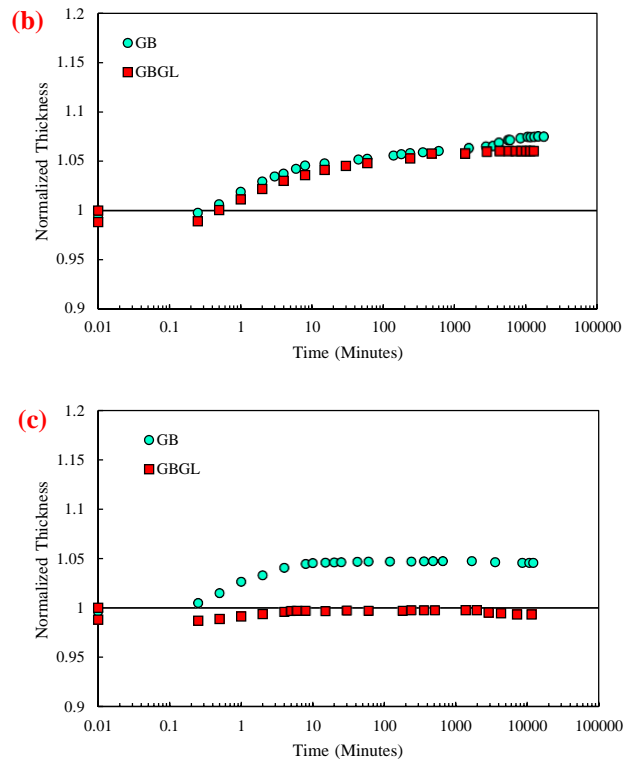 (b)
1.2
1.15
1.1
1.05
1
0.95
0.9
Normalized Thickness
GB
GBGL
0.01 0.1 1 10 100 1000 10000 100000
Time (Minutes)
(c)
1.2
1.15
1.1
1.05
1
0.95
0.9
Normalized Thickness
GB
GBGL
0.01 0.1 1 10 100 1000 10000 100000
Time (Minutes)